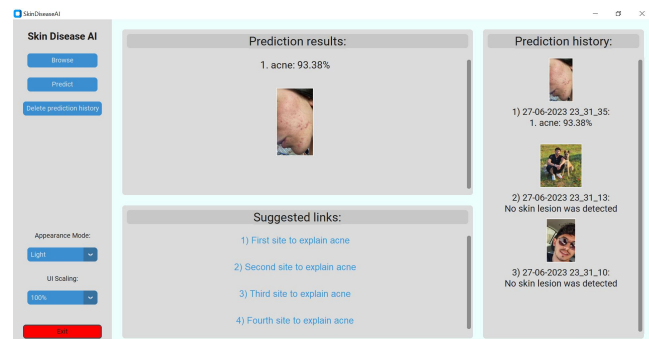 SkinDiseaseAI
Skin Disease AI
Browse
Predict
Delete prediction history
Appearance Mode:
Light
UI Scaling:
100%
Exit
Prediction results:
1. acne: 93.38%
Suggested links:
1) First site to explain acne
2) Second site to explain acne
3) Third site to explain acne
4) Fourth site to explain acne
Prediction history:
1) 27-06-2023 23_31_35:
1. acne: 93.38%
2) 27-06-2023 23_31_13:
No skin lesion was detected
3) 27-06-2023 23_31_10:
No skin lesion was detected